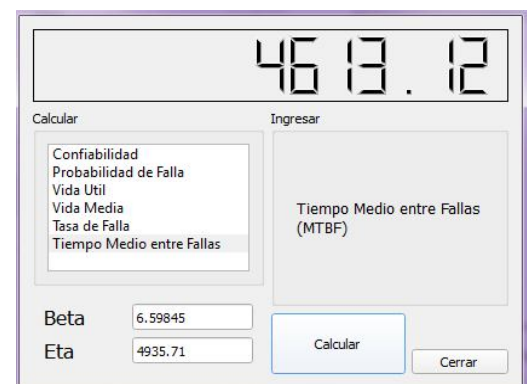 4613.12
Calcular
Ingresar
Confiabilidad
Probabilidad de Falla
Vida Util
Vida Media
Tasa de Falla
Tiempo Medio entre Fallas
Tiempo Medio entre Fallas
(MTBF)
Beta 6.59845
Eta 4935.71
Calcular
Cerrar